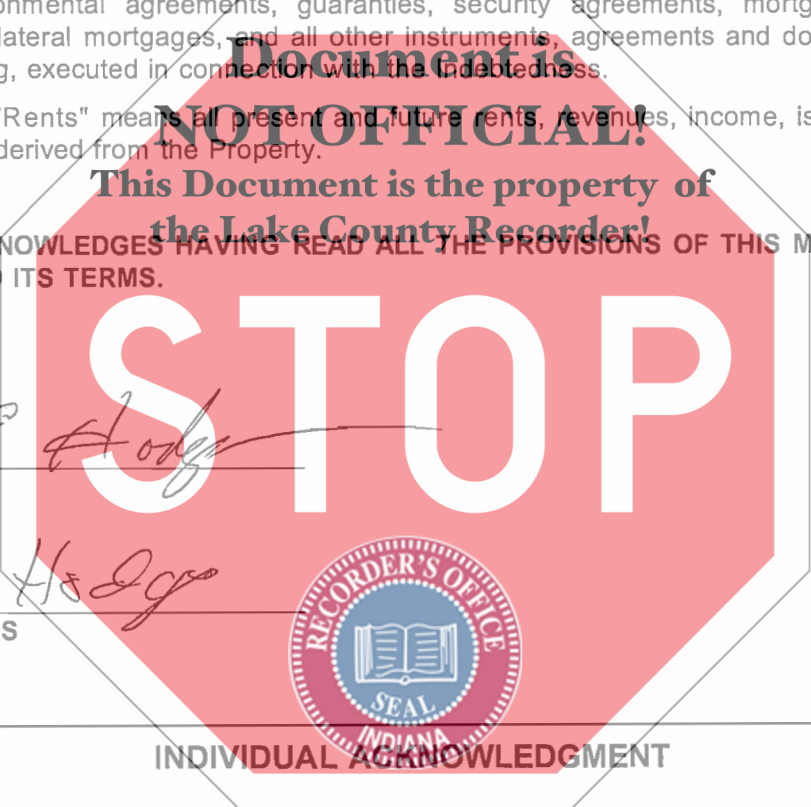 onmental agreements, guaranties, security agreements, mortg
lateral mortgages, and all other instruments, agreements and do
g, executed in connection with the Indebtedness.
Document is
"Rents" means all present and future rents, revenues, income, is
NOT OFFICIAL!
derived from the Property.
This Document is the property of
the Lake County Recorder!
NOWLEDGES HAVING READ ALL THE PROVISIONS OF THIS M
ITS TERMS.
STOP
Hodge
Hodge
S
RECORDER'S OFFICE
SEAL
INDIANA
INDIVIDUAL ACKNOWLEDGMENT